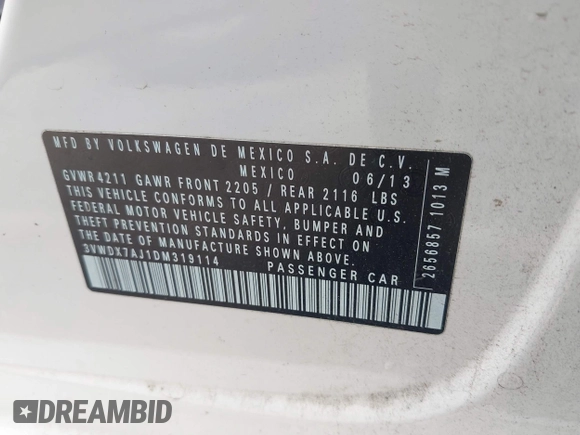 MFD BY VOLKSWAGEN DE MEXICO S.A. DE C.V.
MEXICO 06/13
GVWR 4211 GAWR FRONT 2205 / REAR 2116 LBS
THIS VEHICLE CONFORMS TO ALL APPLICABLE U.S.
FEDERAL MOTOR VEHICLE SAFETY, BUMPER AND
THEFT PREVENTION STANDARDS IN EFFECT ON
THE DATE OF MANUFACTURE SHOWN ABOVE.
3VWDX7AJ1DM319114 PASSENGER CAR
2656857 1013 M
DREAMBID